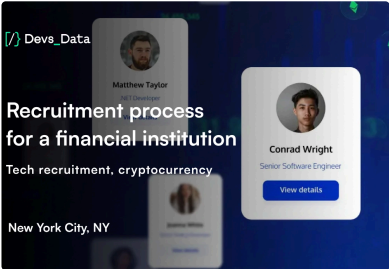 [/} Devs_Data
Matthew Taylor
.NET Developer
Recruitment process
for a financial institution
Tech recruitment, cryptocurrency
New York City, NY
Conrad Wright
Senior Software Engineer
View details